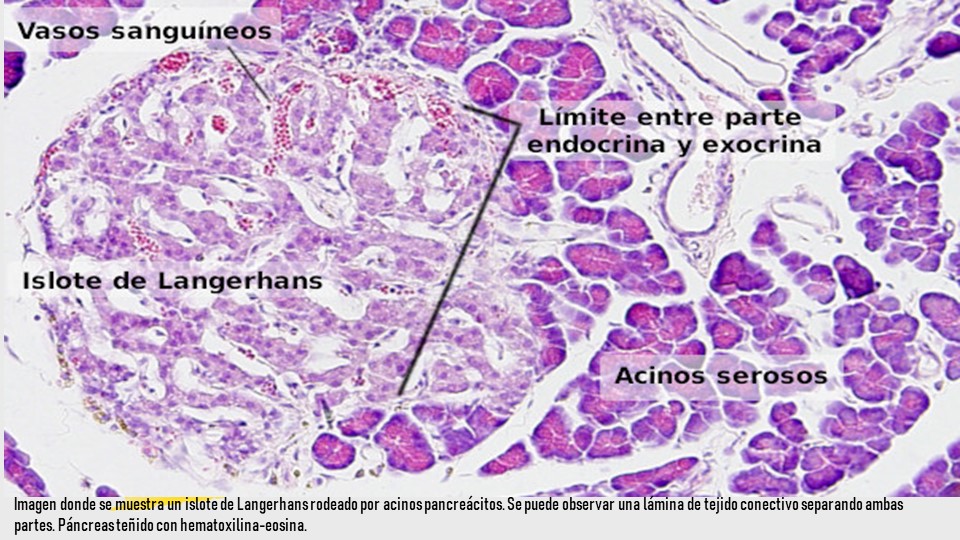 Vasos sanguíneos
Límite entre parte
endocrina y exocrina
Islote de Langerhans
Acinos serosos
Imagen donde se muestra un islote de Langerhans rodeado por acinos pancreácitos. Se puede observar una lámina de tejido conectivo separando ambas
partes. Páncreas teñido con hematoxilina-eosina.